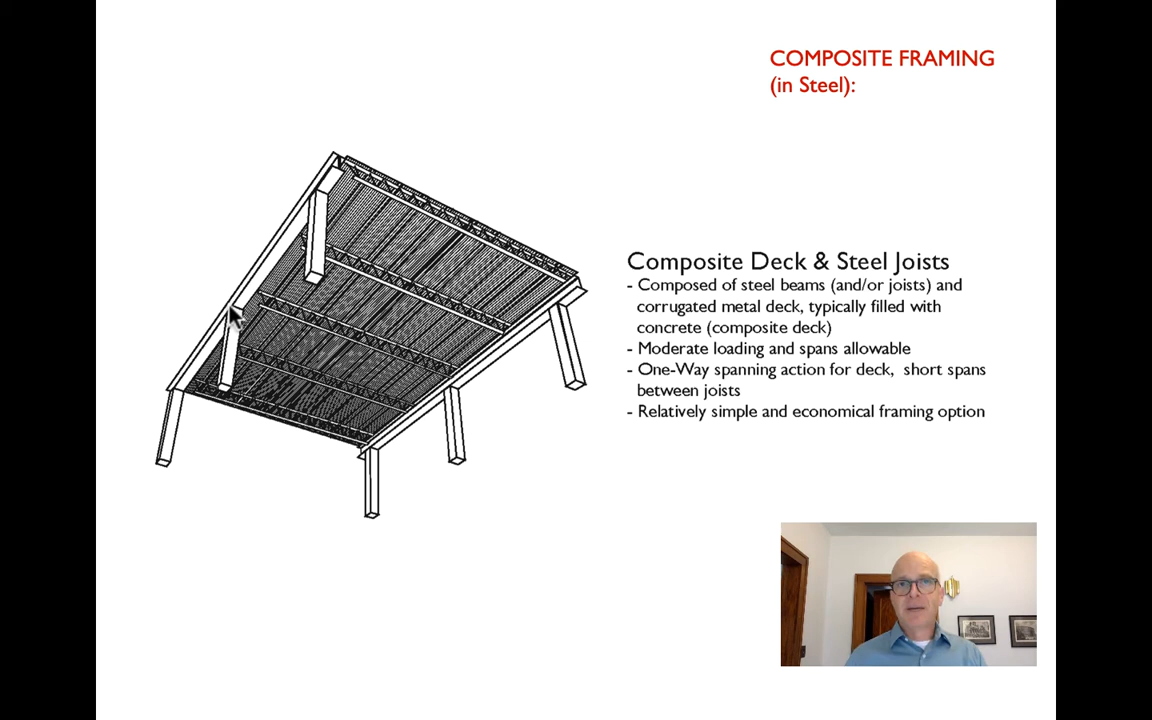 COMPOSITE FRAMING
(in Steel):
Composite Deck & Steel Joists
- Composed of steel beams (and/or joists) and
corrugated metal deck, typically filled with
concrete (composite deck)
- Moderate loading and spans allowable
- One-Way spanning action for deck,  short spans
between joists
- Relatively simple and economical framing option